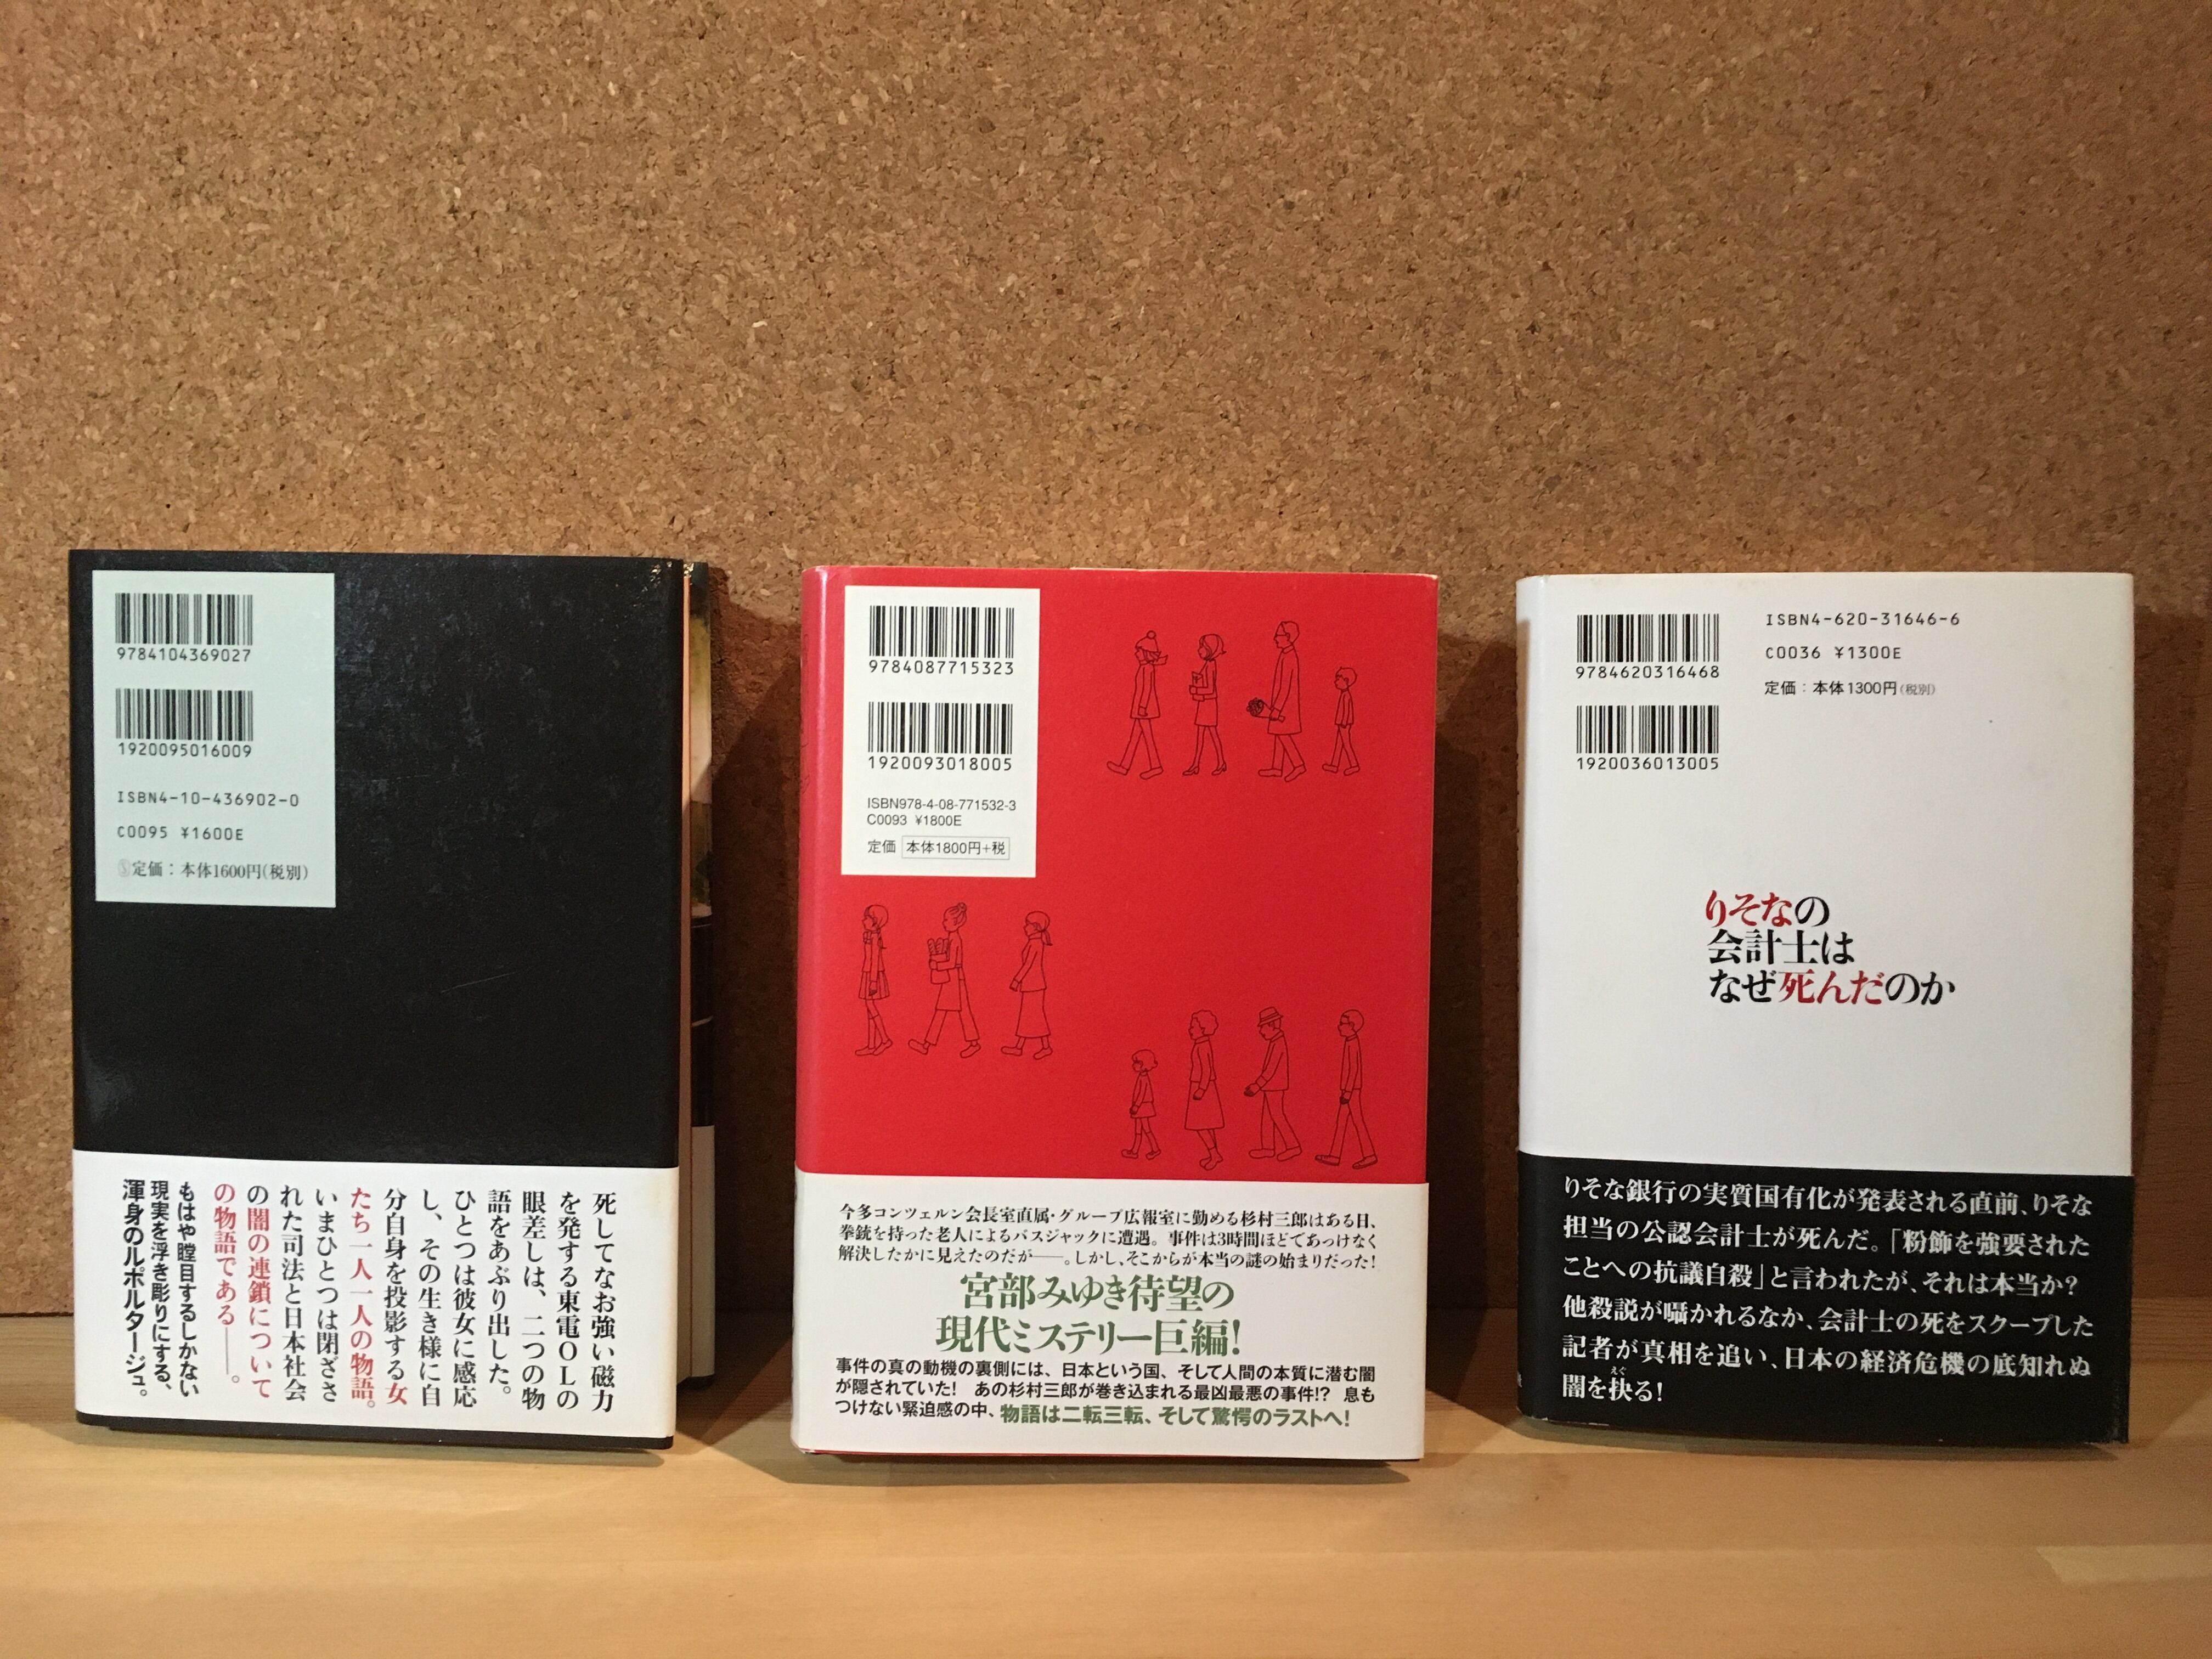 9784104369027
1920095016009
ISBN4-10-436902-0
C0095 ¥1600E
定価：本体1600円(税別)
死してなお強い磁力
を発する東電OLの
眼差しは、二つの物
語をあぶり出した。
ひとつは彼女に感応
し、その生き様に自
分自身を投影する女
たち一人一人の物語。
いまひとつは閉ざさ
れた司法と日本社会
の闇の連鎖について
の物語である――。
もはや瞠目するしかない
現実を浮き彫りにする、
渾身のルポルタージュ。
9784087715323
1920093018005
ISBN978-4-08-771532-3
C0093 ¥1800E
定価 本体1800円+税
今多コンツェルン会長室直属・グループ広報室に勤める杉村三郎はある日、
拳銃を持った老人によるバスジャックに遭遇。事件は3時間ほどであっけなく
解決したかに見えたのだが――。しかし、そこからが本当の謎の始まりだった！
宮部みゆき待望の
現代ミステリー巨編！
事件の真の動機の裏側には、日本という国、そして人間の本質に潜む闇
が隠されていた！ あの杉村三郎が巻き込まれる最凶最悪の事件!? 息も
つけない緊迫感の中、物語は二転三転、そして驚愕のラストへ！
9784620316468
1920036013005
ISBN4-620-31646-6
C0036 ¥1300E
定価：本体1300円(税別)
りそなの
会計士は
なぜ死んだのか
りそな銀行の実質国有化が発表される直前、りそな
担当の公認会計士が死んだ。「粉飾を強要された
ことへの抗議自殺」と言われたが、それは本当か？
他殺説が囁かれるなか、会計士の死をスクープした
記者が真相を追い、日本の経済危機の底知れぬ
えぐ
闇を抉る！